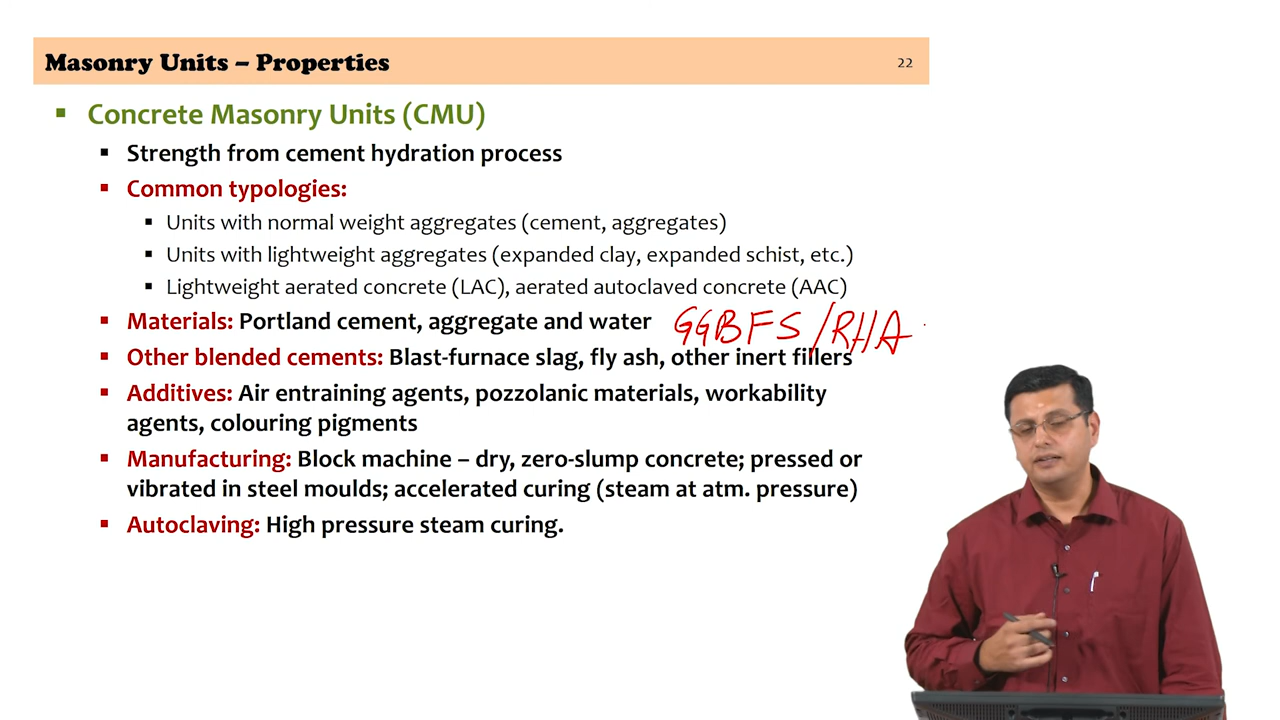 Masonry Units – Properties 22
▪ Concrete Masonry Units (CMU)
▪ Strength from cement hydration process
▪ Common typologies:
▪ Units with normal weight aggregates (cement, aggregates)
▪ Units with lightweight aggregates (expanded clay, expanded schist, etc.)
▪ Lightweight aerated concrete (LAC), aerated autoclaved concrete (AAC)
▪ Materials: Portland cement, aggregate and water GGBFS/RHA
▪ Other blended cements: Blast-furnace slag, fly ash, other inert fillers
▪ Additives: Air entraining agents, pozzolanic materials, workability
agents, colouring pigments
▪ Manufacturing: Block machine – dry, zero-slump concrete; pressed or
vibrated in steel moulds; accelerated curing (steam at atm. pressure)
▪ Autoclaving: High pressure steam curing.